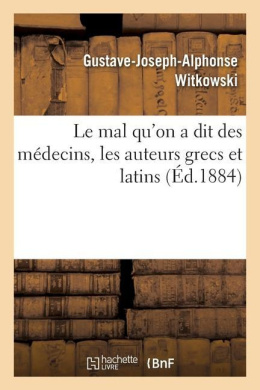 Gustave-Joseph-Alphonse
Witkowski
Le mal qu'on a dit des
médecins, les auteurs grecs et
latins (Éd.1884)
hachette
LIVRE
{BnF